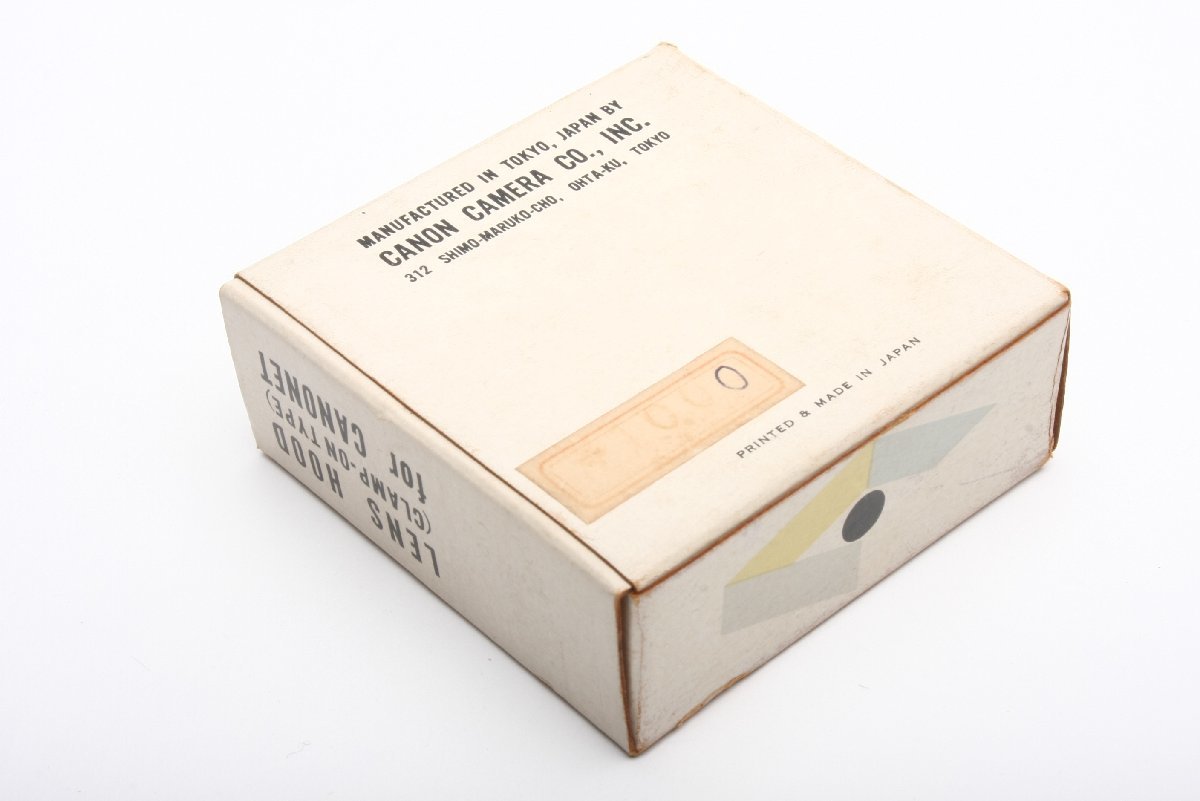 MANUFACTURED IN TOKYO, JAPAN BY
CANON CAMERA CO., INC.
312 SHIMO-MARUKO-CHO, OHTA-KU, TOKYO
PRINTED & MADE IN JAPAN
LENS HOOD
(CLAMP-ON TYPE)
for CANONET